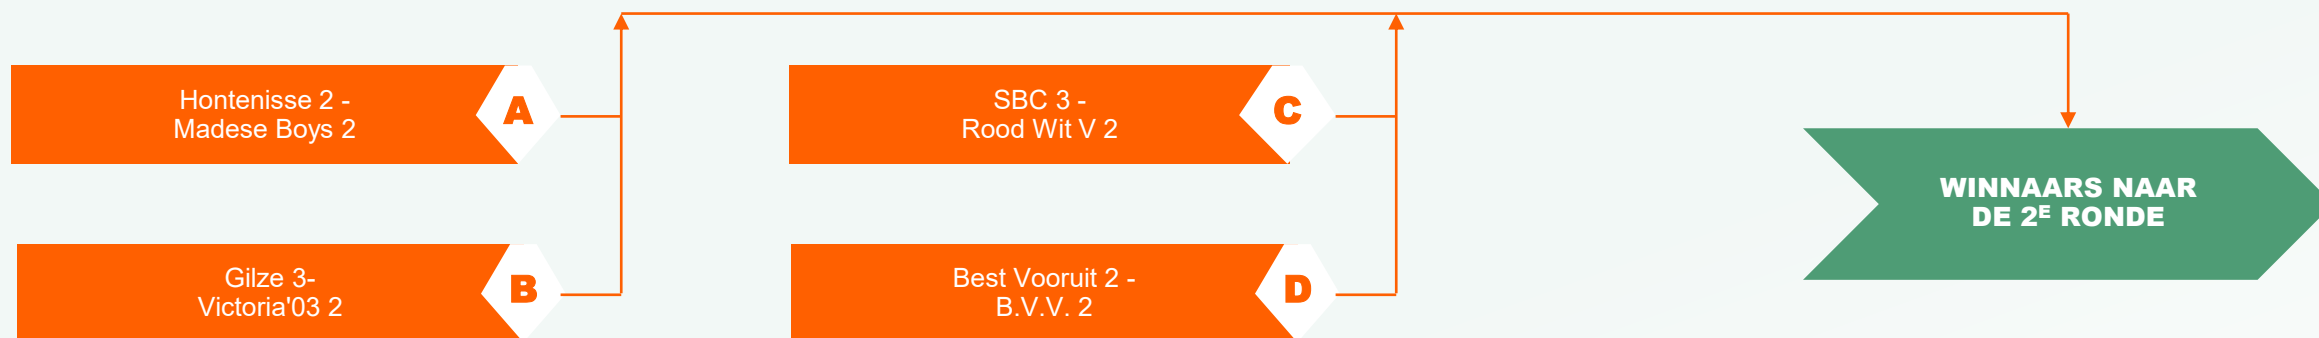 Hontenisse 2 -
Madese Boys 2
A
SBC 3 -
Rood Wit V 2
C
Gilze 3-
Victoria'03 2
B
Best Vooruit 2 -
B.V.V. 2
D
WINNAARS NAAR
DE 2E RONDE